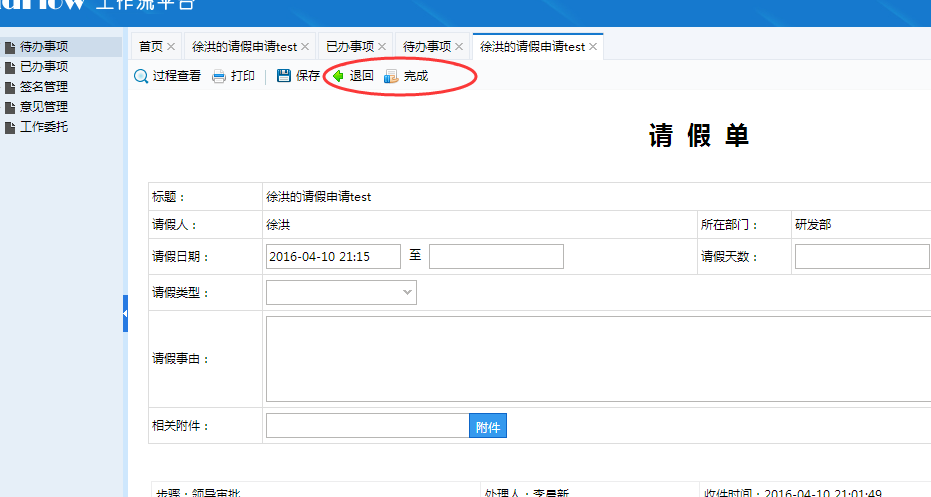 工作流平台
待办事项
已办事项
签名管理
意见管理
工作委托
首页 徐洪的请假申请test 已办事项 待办事项 徐洪的请假申请test
过程查看 打印 保存 退回 完成
请 假 单
标题： 徐洪的请假申请test
请假人： 徐洪 所在部门： 研发部
请假日期： 2016-04-10 21:15 至 请假天数：
请假类型：
请假事由：
相关附件： 附件
步骤：领导审批 处理人：李景新 收件时间：2016-04-10 21:01:49